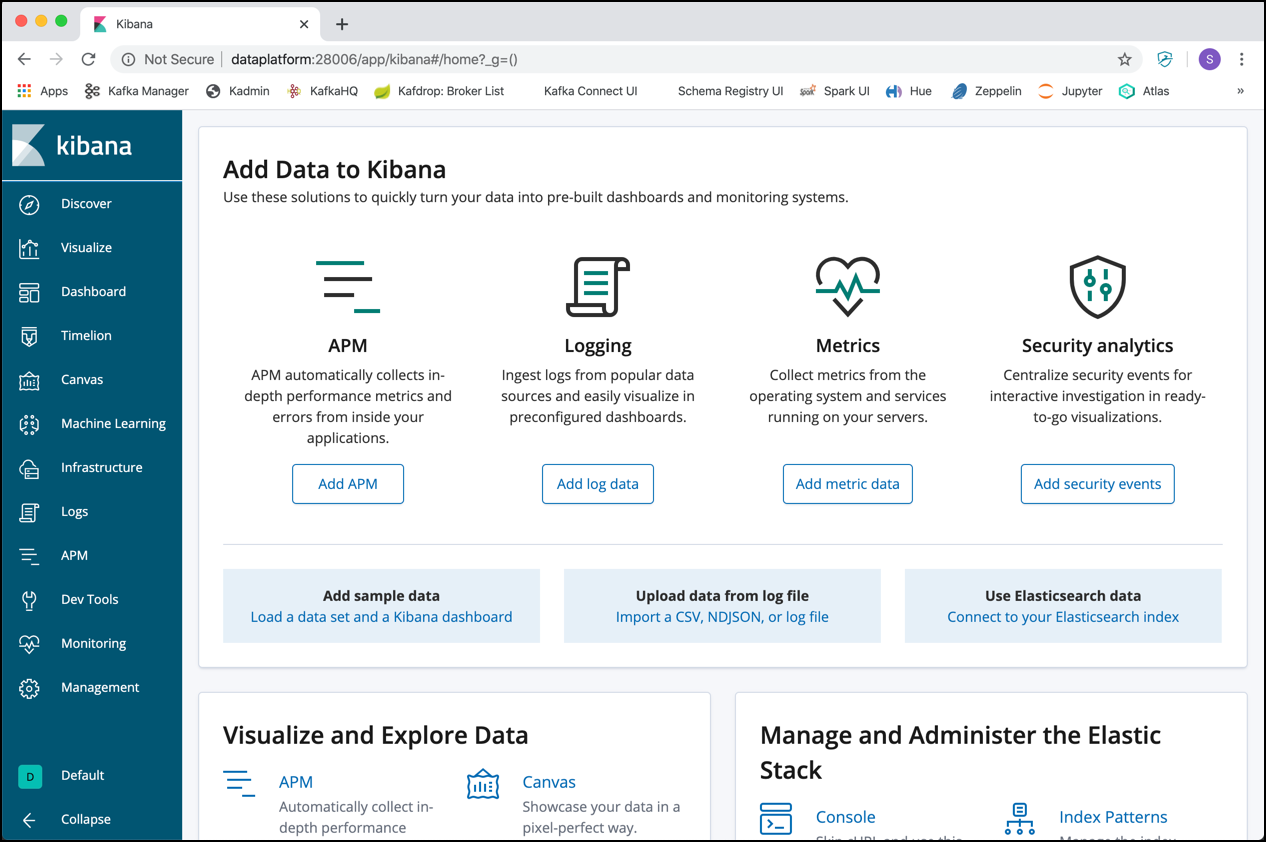 Kibana
Not Secure | dataplatform:28006/app/kibana#/home?_g=()
S
Apps Kafka Manager Kadmin KafkaHQ Kafdrop: Broker List Kafka Connect UI Schema Registry UI Spark UI Hue Zeppelin Jupyter Atlas »
kibana
Discover
Visualize
Dashboard
Timelion
Canvas
Machine Learning
Infrastructure
Logs
APM
Dev Tools
Monitoring
Management
D Default
Collapse
Add Data to Kibana
Use these solutions to quickly turn your data into pre-built dashboards and monitoring systems.
APM
APM automatically collects in-
depth performance metrics and
errors from inside your
applications.
Add APM
Logging
Ingest logs from popular data
sources and easily visualize in
preconfigured dashboards.
Add log data
Metrics
Collect metrics from the
operating system and services
running on your servers.
Add metric data
Security analytics
Centralize security events for
interactive investigation in ready-
to-go visualizations.
Add security events
Add sample data
Load a data set and a Kibana dashboard
Upload data from log file
Import a CSV, NDJSON, or log file
Use Elasticsearch data
Connect to your Elasticsearch index
Visualize and Explore Data
APM
Automatically collect in-
depth performance
Canvas
Showcase your data in a
pixel-perfect way.
Manage and Administer the Elastic
Stack
Console
Skip cURL and use this
Index Patterns
Manage the index